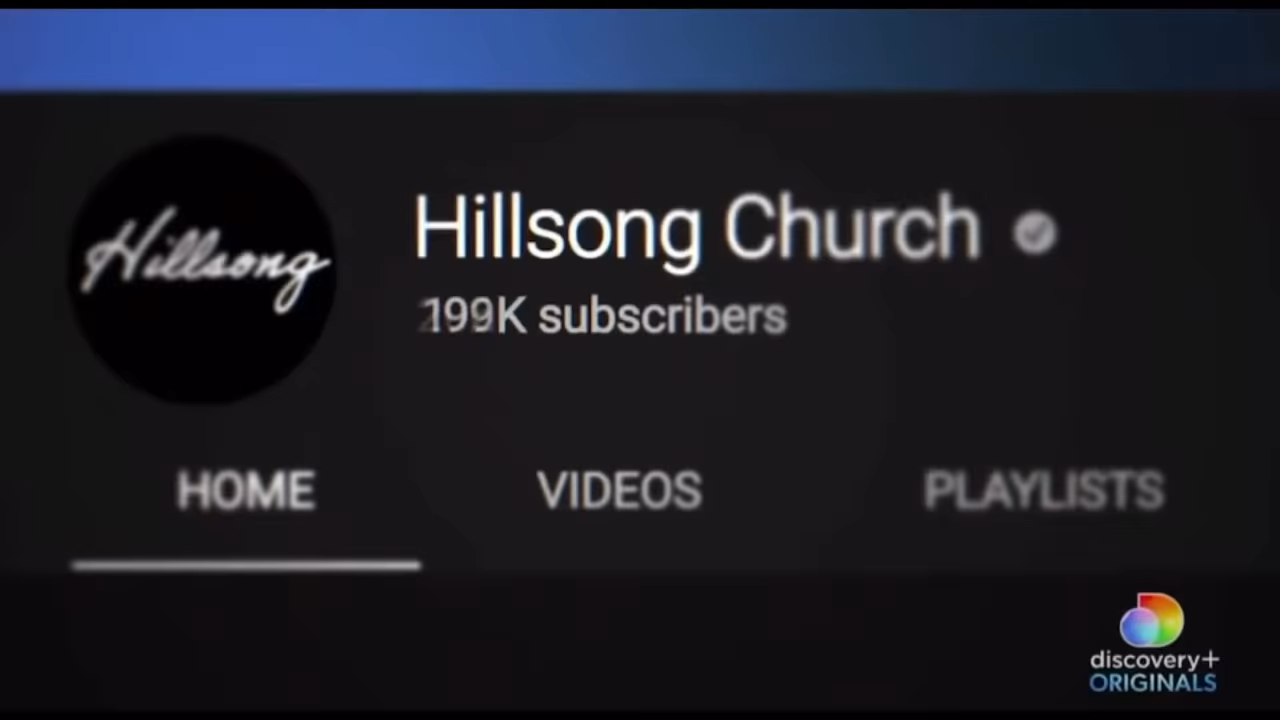 Hillsong
Hillsong Church
199K subscribers
HOME VIDEOS PLAYLISTS
discovery+
ORIGINALS